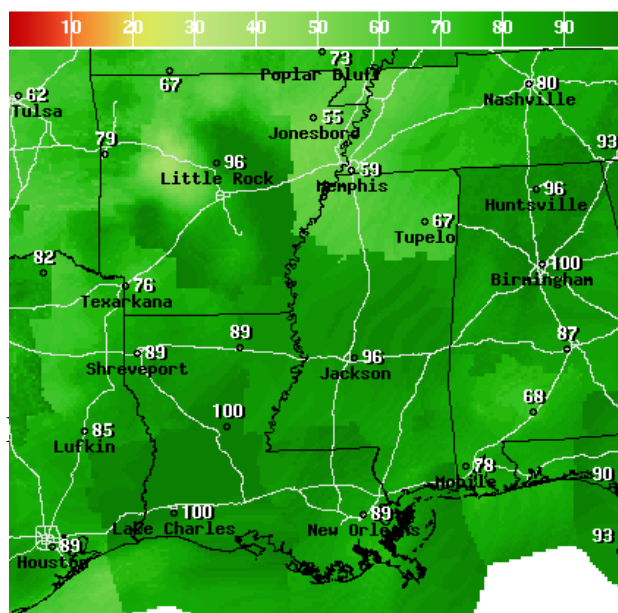 10 20 30 40 50 60 70 80 90
73
Poplar Bluff
67
80
Nashville
62
Tulsa
55
Jonesboro
79
93
96
Little Rock
59
Memphis
96
Huntsville
67
Tupelo
82
100
Birmingham
76
Texarkana
89
87
89
Shreveport
96
Jackson
68
100
85
Lufkin
78
Mobile
90
100
Lake Charles
89
New Orleans
93
89
Houston